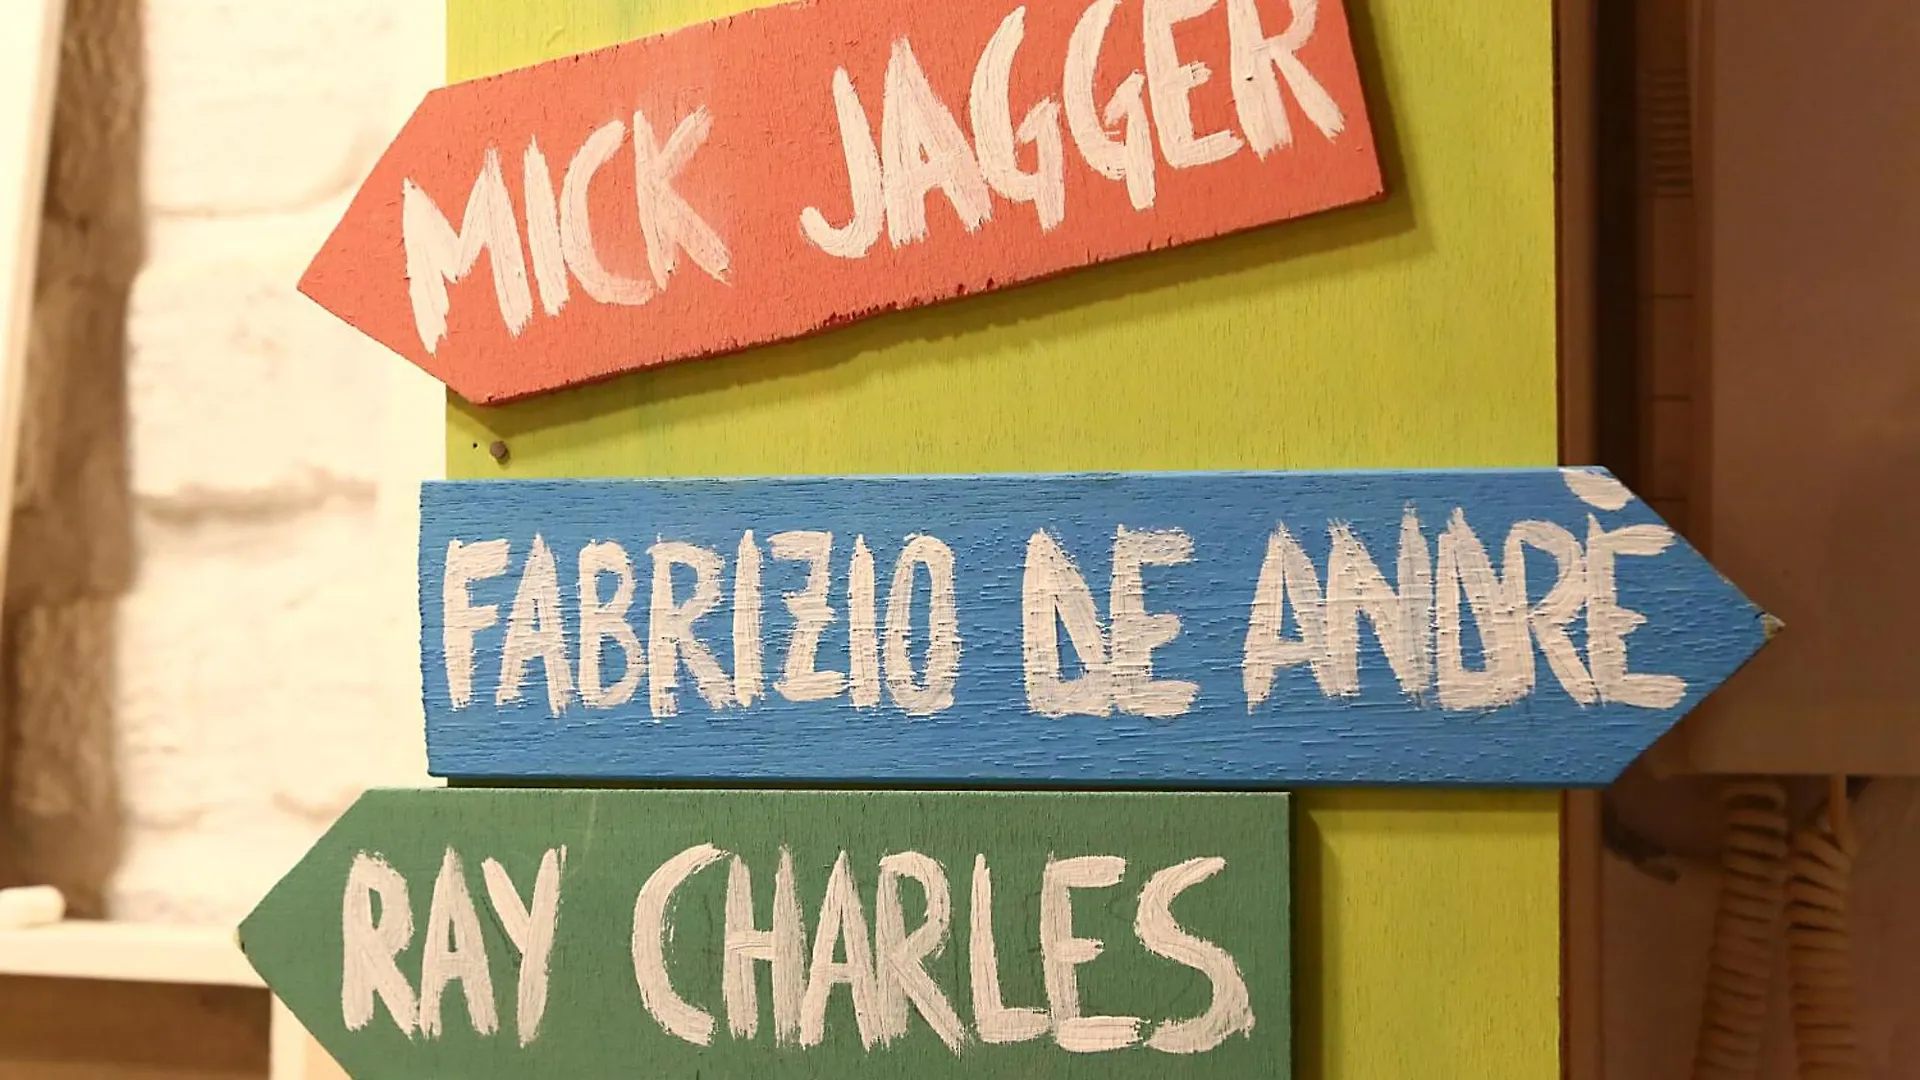 MICK JAGGER
FABRIZIO DE ANDRÈ
RAY CHARLES